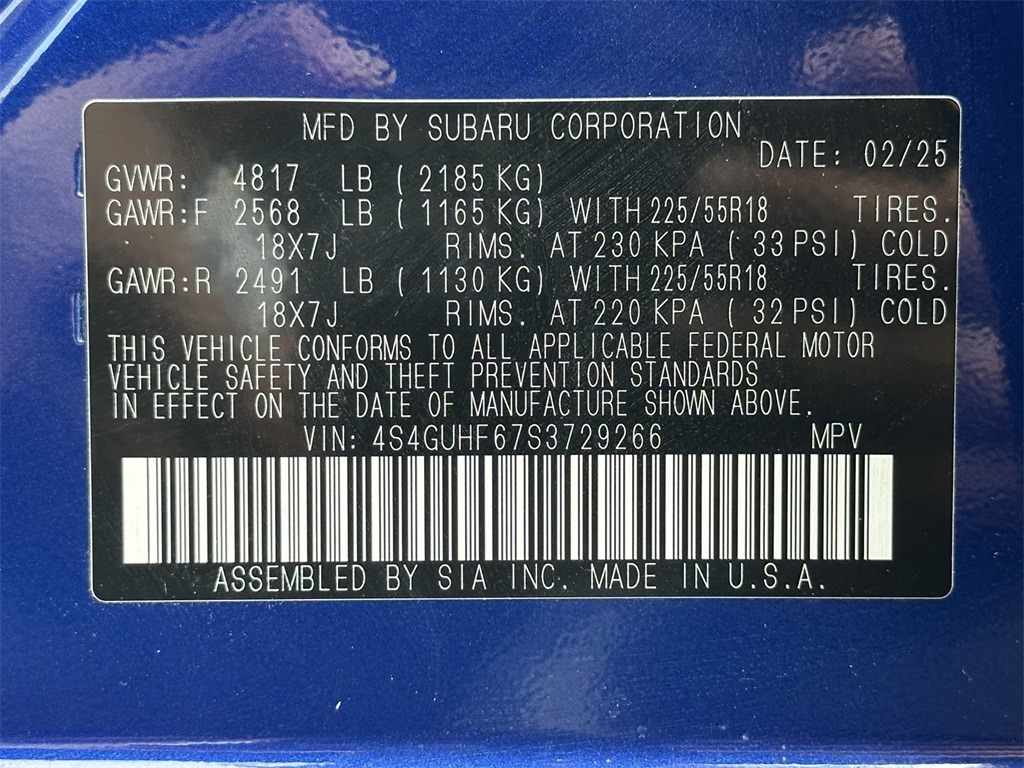 MFD BY SUBARU CORPORATION
DATE: 02/25
GVWR: 4817 LB (2185 KG)
GAWR:F 2568 LB (1165 KG) WITH 225/55R18 TIRES.
18X7J RIMS. AT 230 KPA (33 PSI) COLD
GAWR:R 2491 LB (1130 KG) WITH 225/55R18 TIRES.
18X7J RIMS. AT 220 KPA (32 PSI) COLD
THIS VEHICLE CONFORMS TO ALL APPLICABLE FEDERAL MOTOR
VEHICLE SAFETY AND THEFT PREVENTION STANDARDS
IN EFFECT ON THE DATE OF MANUFACTURE SHOWN ABOVE.
VIN: 4S4GUHF67S3729266 MPV
ASSEMBLED BY SIA INC. MADE IN U.S.A.